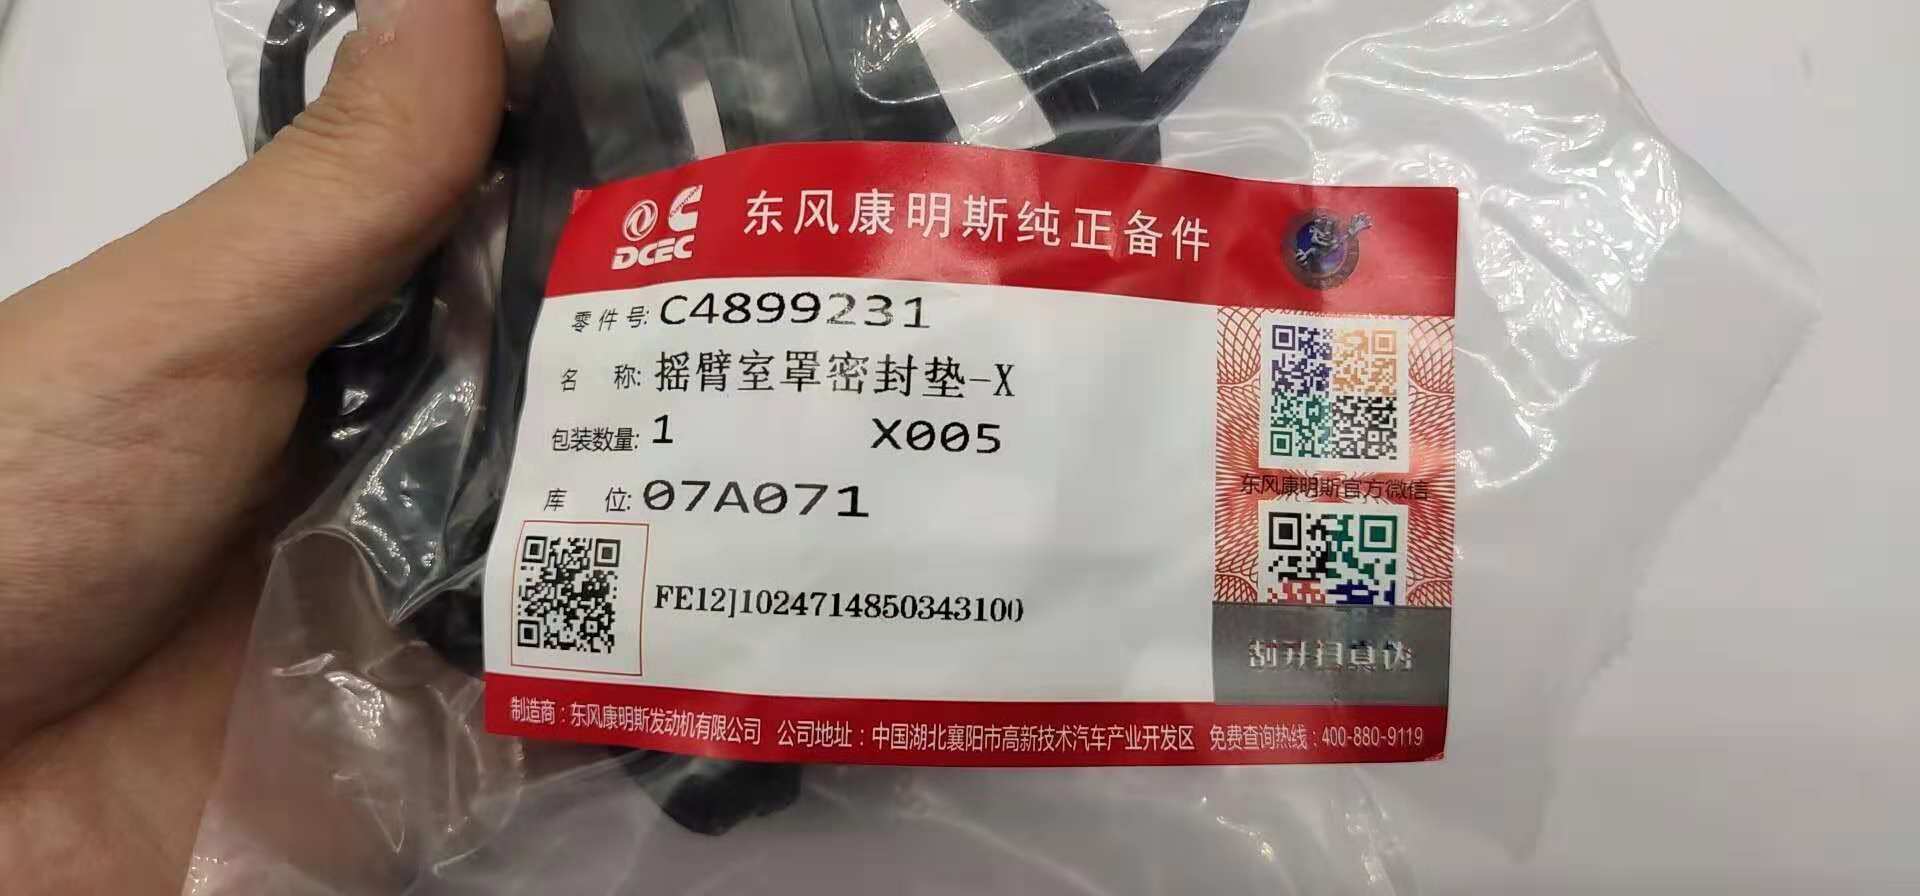 DCEC
东风康明斯纯正备件
零件号: C4899231
名 称: 摇臂室罩密封垫-X
包装数量: 1 X005
库 位: 07A071
FE12J1024714850343100
东风康明斯官方微信
刮开扫真伪
制造商:东风康明斯发动机有限公司 公司地址:中国湖北襄阳市高新技术汽车产业开发区 免费查询热线:400-880-9119